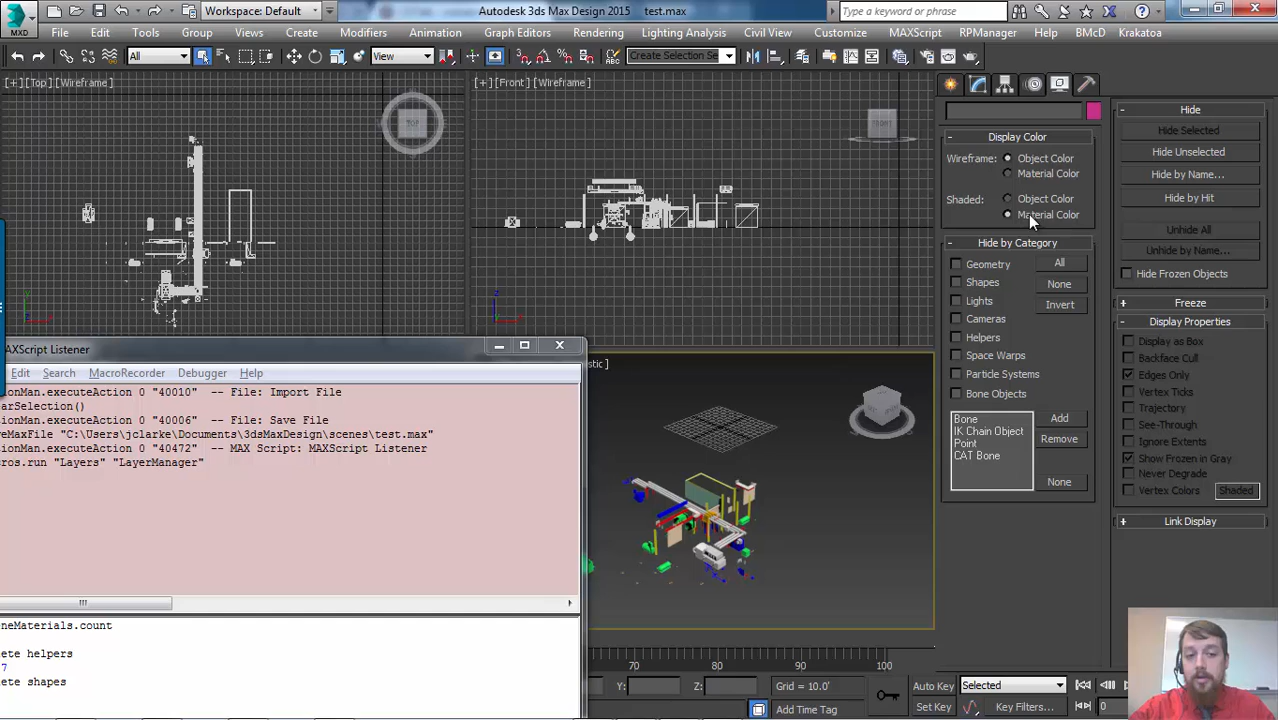 Workspace: Default
Autodesk 3ds Max Design 2015
test.max
Type a keyword or phrase
MXD
File
Edit
Tools
Group
Views
Create
Modifiers
Animation
Graph Editors
Rendering
Lighting Analysis
Civil View
Customize
MAXScript
RPManager
Help
BMcD
Krakatoa
All
View
Create Selection Se
[+][Top][Wireframe]
TOP
[+][Front][Wireframe]
FRONT
Display Color
Wireframe:
Object Color
Material Color
Shaded:
Object Color
Material Color
Hide by Category
Geometry
Shapes
Lights
Cameras
Helpers
Space Warps
Particle Systems
Bone Objects
All
None
Invert
Bone
IK Chain Object
Point
CAT Bone
Add
Remove
None
Hide
Hide Selected
Hide Unselected
Hide by Name...
Hide by Hit
Unhide All
Unhide by Name...
Hide Frozen Objects
Freeze
Display Properties
Display as Box
Backface Cull
Edges Only
Vertex Ticks
Trajectory
See-Through
Ignore Extents
Show Frozen in Gray
Never Degrade
Vertex Colors
Shaded
Link Display
AXScript Listener
Edit
Search
MacroRecorder
Debugger
Help
ionMan.executeAction 0 "40010" -- File: Import File
arSelection()
ionMan.executeAction 0 "40006" -- File: Save File
eMaxFile "C:\Users\jclarke\Documents\3dsMaxDesign\scenes\test.max"
ionMan.executeAction 0 "40472" -- MAX Script: MAXScript Listener
ros.run "Layers" "LayerManager"
neMaterials.count
ete helpers
7
ete shapes
stic ]
70
80
90
100
Y:
Z:
Grid = 10.0'
Add Time Tag
Auto Key
Selected
Set Key
Key Filters...
0